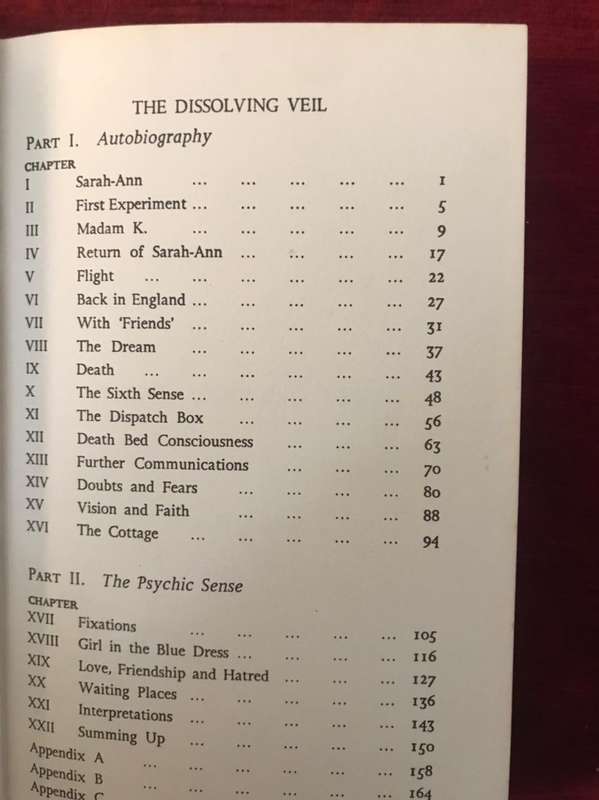 THE DISSOLVING VEIL
PART I. Autobiography
CHAPTER
I Sarah-Ann ... ... ... ... ... 1
II First Experiment ... ... ... ... ... 5
III Madam K. ... ... ... ... ... 9
IV Return of Sarah-Ann ... ... ... ... 17
V Flight ... ... ... ... ... ... 22
VI Back in England ... ... ... ... ... 27
VII With 'Friends' ... ... ... ... ... 31
VIII The Dream ... ... ... ... ... 37
IX Death ... ... ... ... ... ... 43
X The Sixth Sense ... ... ... ... ... 48
XI The Dispatch Box ... ... ... ... 56
XII Death Bed Consciousness ... ... ... 63
XIII Further Communications ... ... ... 70
XIV Doubts and Fears ... ... ... ... 80
XV Vision and Faith ... ... ... ... 88
XVI The Cottage ... ... ... ... ... 94
PART II. The Psychic Sense
CHAPTER
XVII Fixations ... ... ... ... ... 105
XVIII Girl in the Blue Dress ... ... ... ... 116
XIX Love, Friendship and Hatred ... ... ... 127
XX Waiting Places ... ... ... ... ... 136
XXI Interpretations ... ... ... ... ... 143
XXII Summing Up ... ... ... ... ... 150
Appendix A ... ... ... ... ... 158
Appendix B ... ... ... ... ... 164
Appendix C